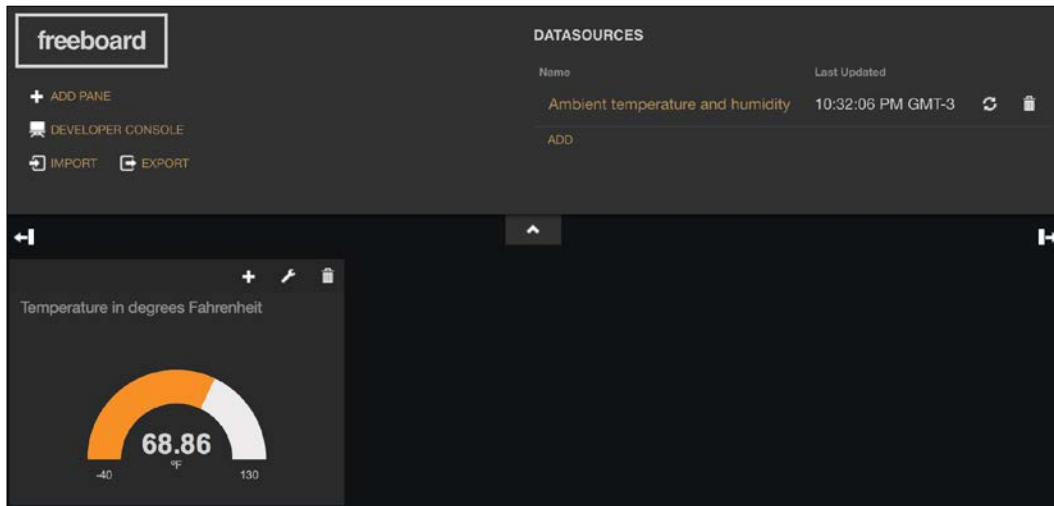 freeboard
ADD PANE
DEVELOPER CONSOLE
IMPORT EXPORT
DATASOURCES
Name Last Updated
Ambient temperature and humidity 10:32:06 PM GMT-3
ADD
Temperature in degrees Fahrenheit
68.86
°F
-40 130